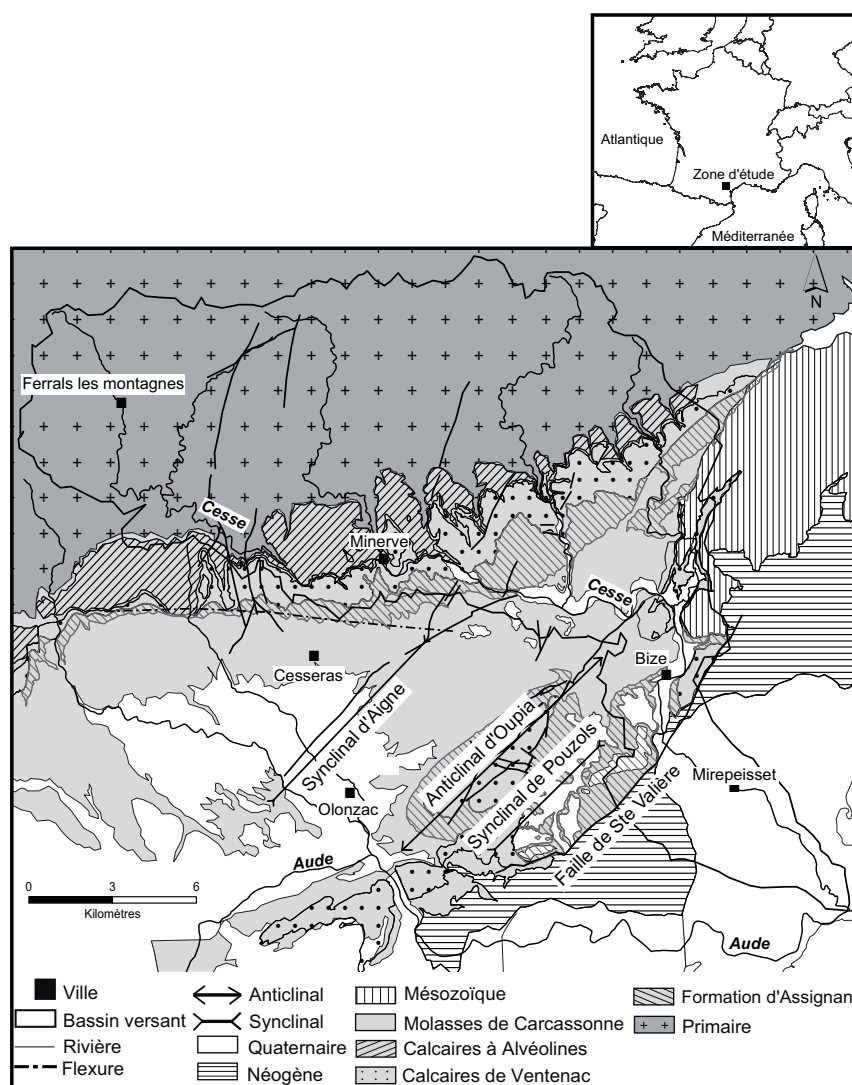 Atlantique
Zone d'étude
Méditerranée
N
Ferrals les montagnes
Cesse
Minerve
Cesse
Cesseras
Bize
Synclinal d'Aigne
Anticlinal d'Oupia
Synclinal de Pouzols
Faille de Ste Valière
Mirepeisset
Olonzac
Aude
0 3 6
Kilomètres
Aude
Ville
Bassin versant
Rivière
Flexure
Anticlinal
Synclinal
Quaternaire
Néogène
Mésozoïque
Molasses de Carcassonne
Calcaires à Alvéolines
Calcaires de Ventenac
Formation d'Assignan
Primaire